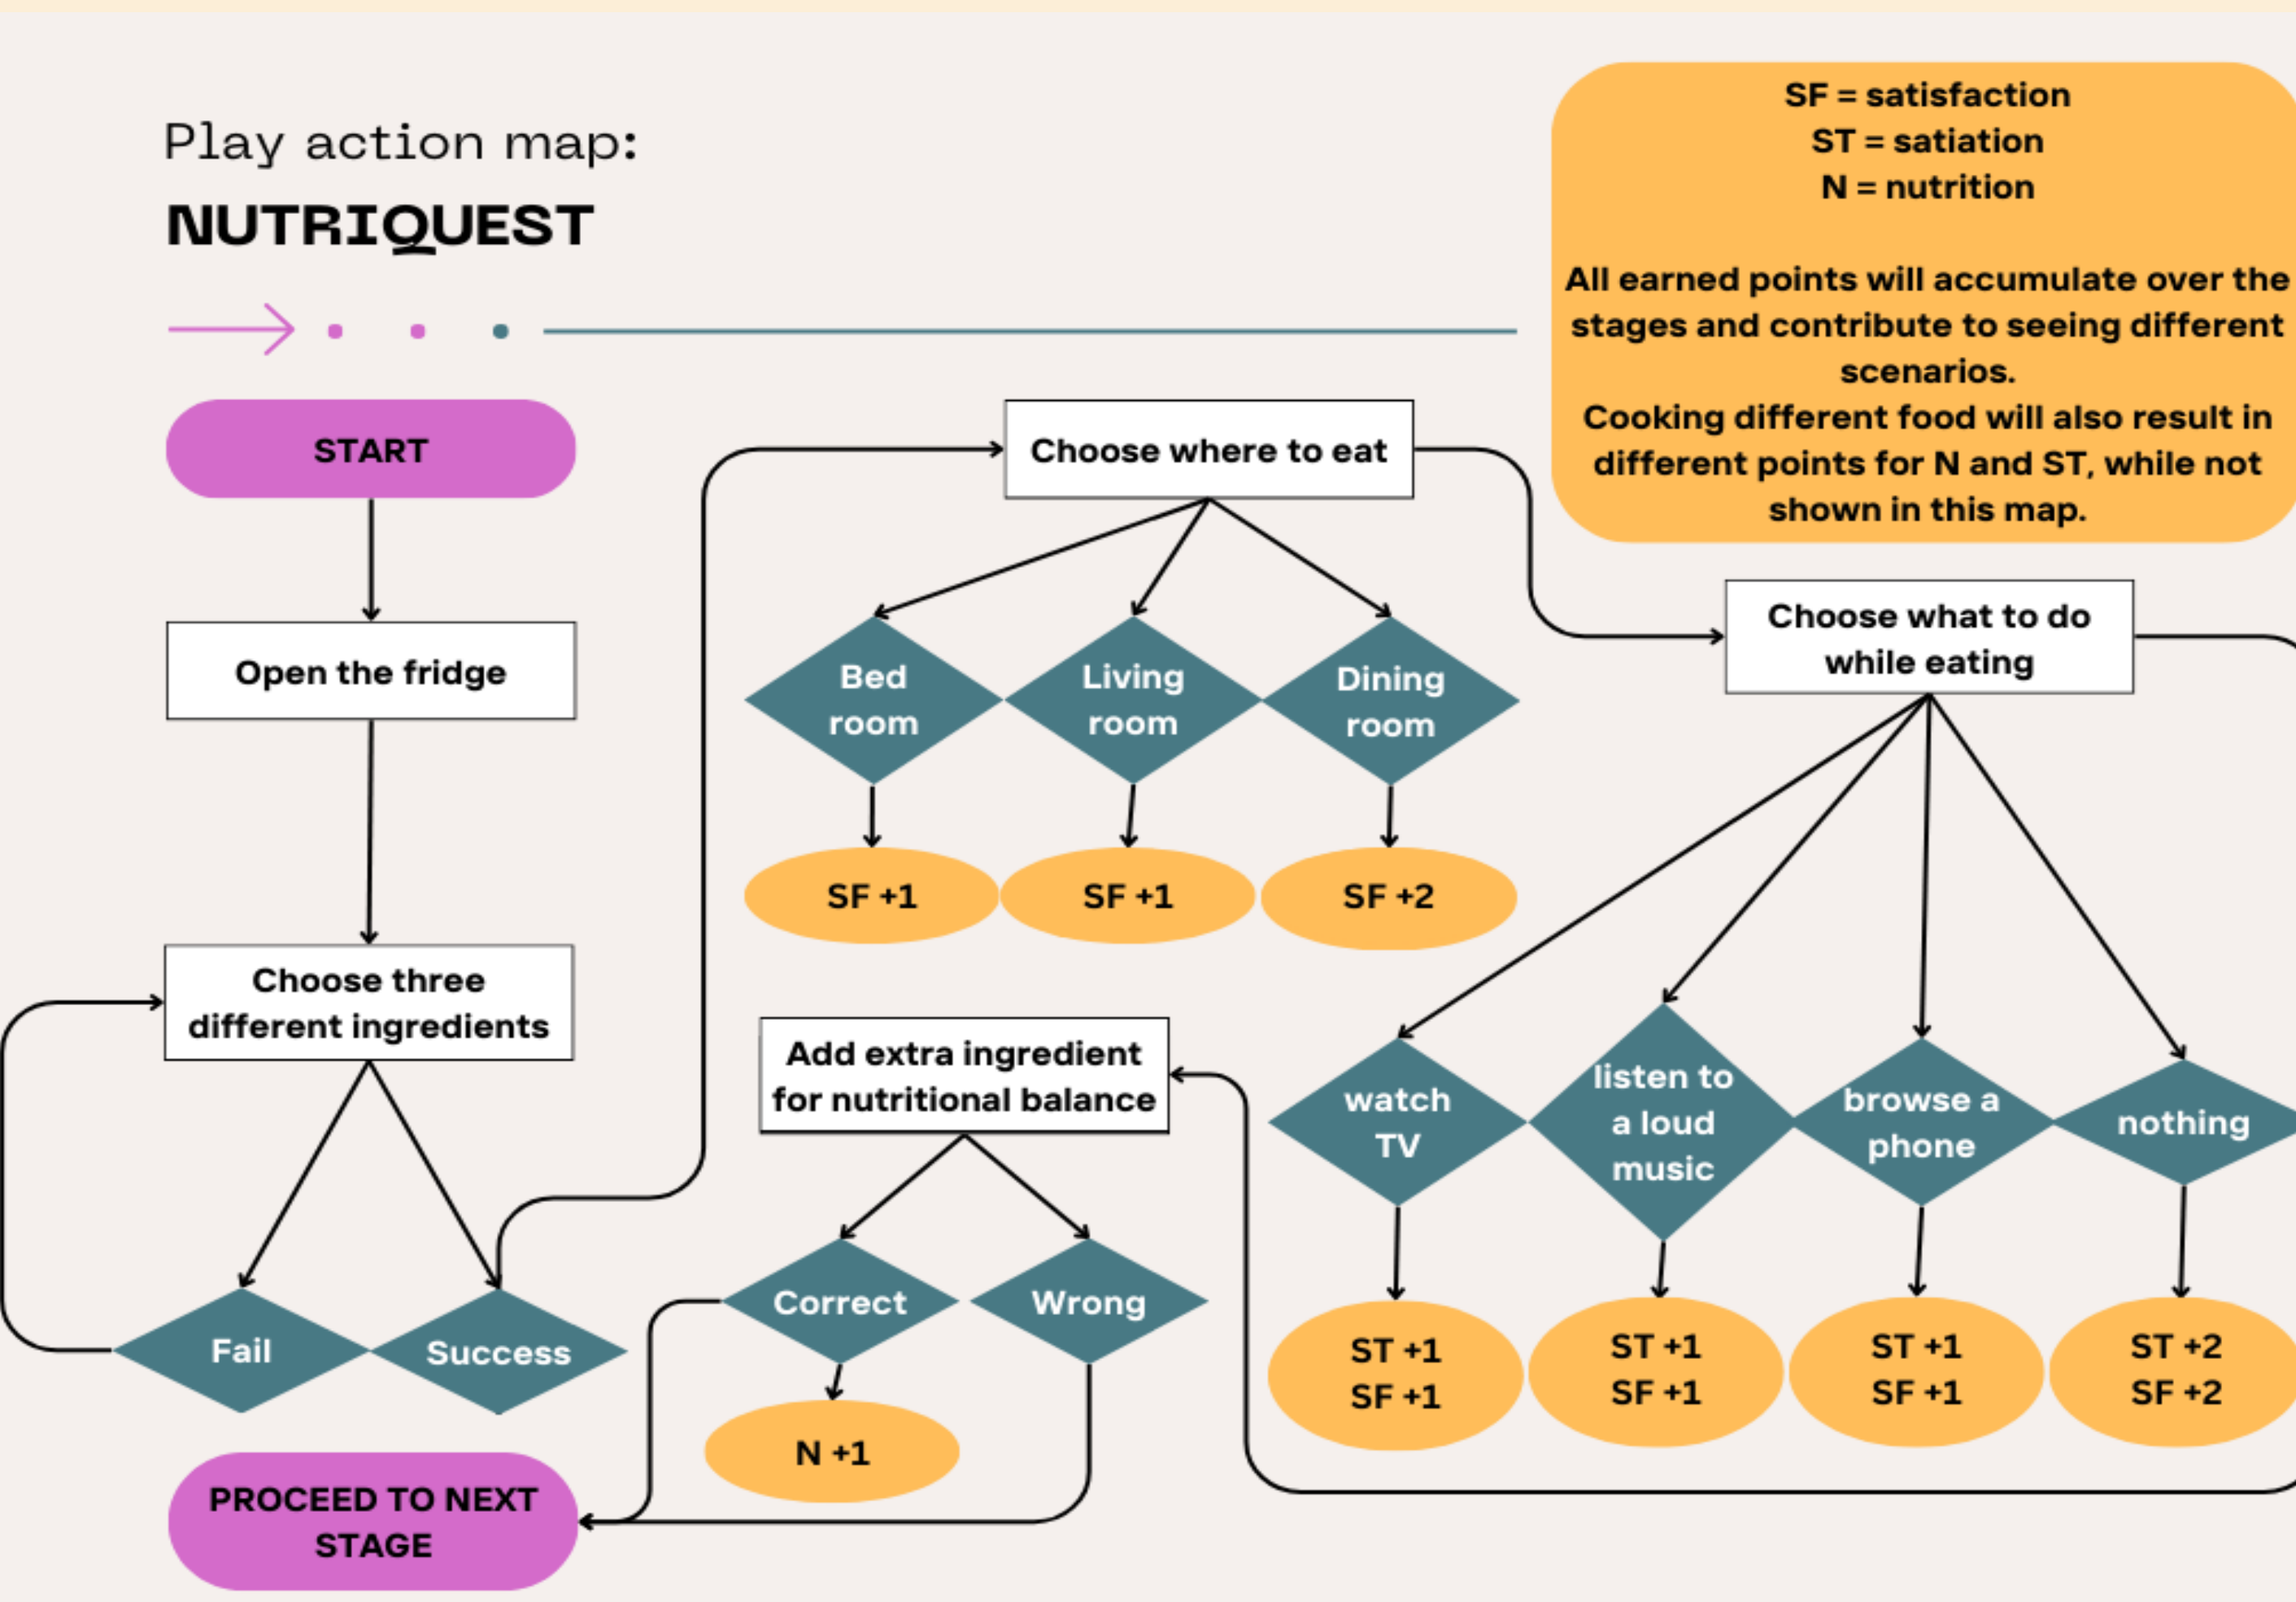 Play action map:
NUTRIQUEST
SF = satisfaction
ST = satiation
N = nutrition
All earned points will accumulate over the
stages and contribute to seeing different
scenarios.
Cooking different food will also result in
different points for N and ST, while not
shown in this map.
START
Open the fridge
Choose three
different ingredients
Fail
Success
Choose where to eat
Bed
room
Living
room
Dining
room
SF +1
SF +1
SF +2
Choose what to do
while eating
watch
TV
listen to
a loud
music
browse a
phone
nothing
ST +1
SF +1
ST +1
SF +1
ST +1
SF +1
ST +2
SF +2
Add extra ingredient
for nutritional balance
Correct
Wrong
N +1
PROCEED TO NEXT
STAGE